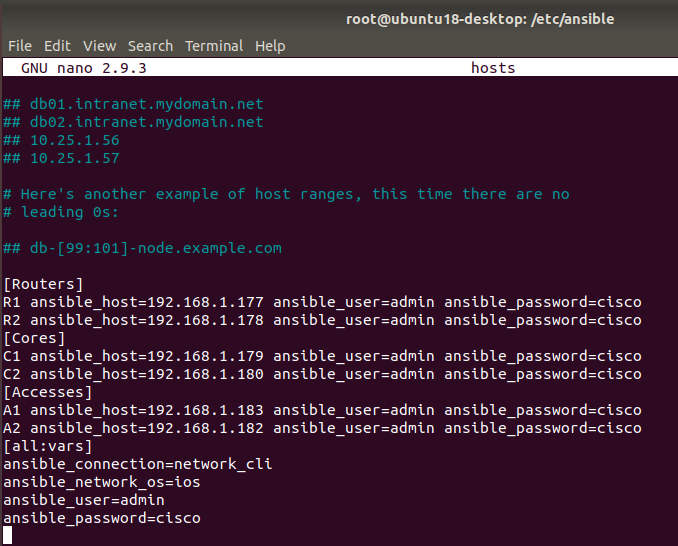 root@ubuntu18-desktop: /etc/ansible
File Edit View Search Terminal Help
GNU nano 2.9.3 hosts
## db01.intranet.mydomain.net
## db02.intranet.mydomain.net
## 10.25.1.56
## 10.25.1.57
# Here's another example of host ranges, this time there are no
# leading 0s:
## db-[99:101]-node.example.com
[Routers]
R1 ansible_host=192.168.1.177 ansible_user=admin ansible_password=cisco
R2 ansible_host=192.168.1.178 ansible_user=admin ansible_password=cisco
[Cores]
C1 ansible_host=192.168.1.179 ansible_user=admin ansible_password=cisco
C2 ansible_host=192.168.1.180 ansible_user=admin ansible_password=cisco
[Accesses]
A1 ansible_host=192.168.1.183 ansible_user=admin ansible_password=cisco
A2 ansible_host=192.168.1.182 ansible_user=admin ansible_password=cisco
[all:vars]
ansible_connection=network_cli
ansible_network_os=ios
ansible_user=admin
ansible_password=cisco